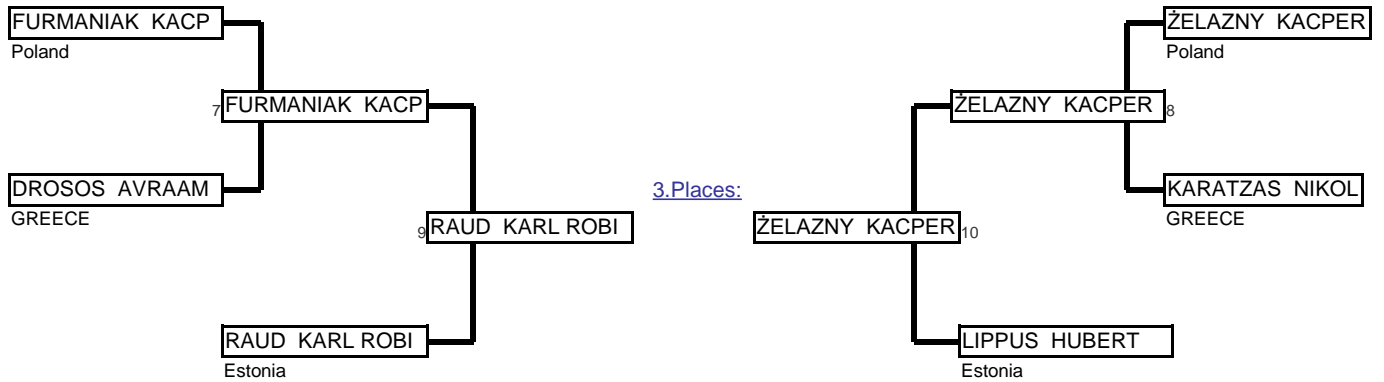 FURMANIAK KACP
Poland
7 FURMANIAK KACP
DROSOS AVRAAM
GREECE
9 RAUD KARL ROBI
RAUD KARL ROBI
Estonia
3.Places:
ŻELAZNY KACPER
Poland
ŻELAZNY KACPER 8
KARATZAS NIKOL
GREECE
ŻELAZNY KACPER 10
LIPPUS HUBERT
Estonia